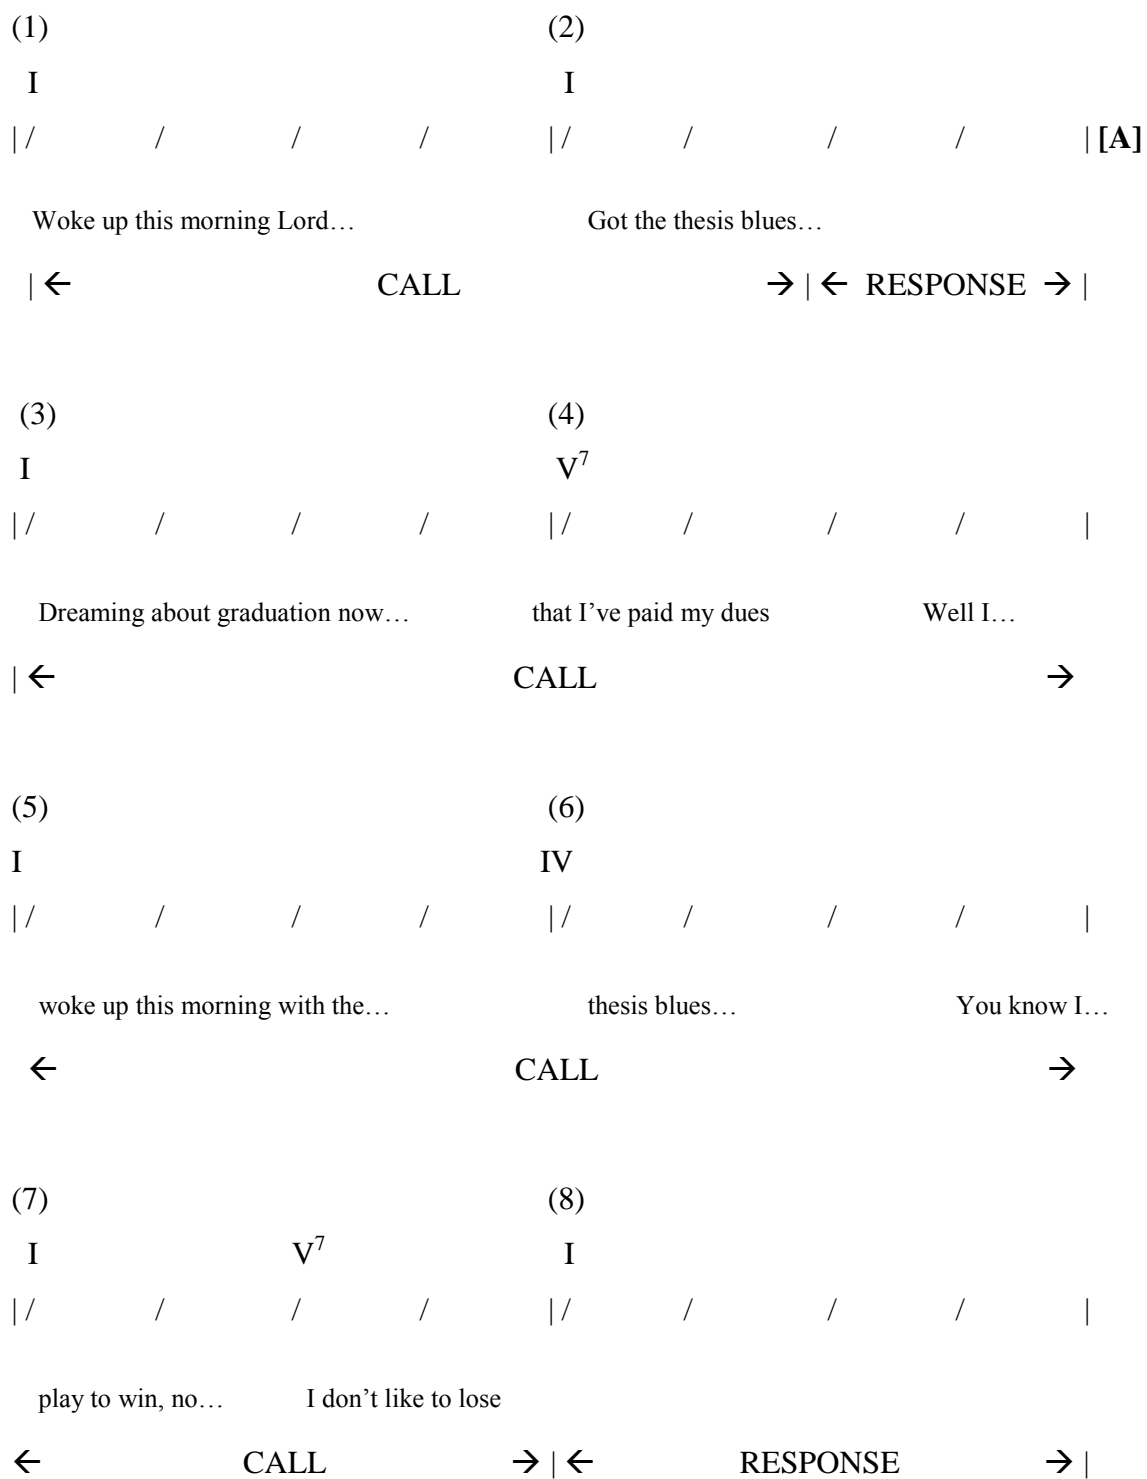 (1) (2)
I I
| / / / / | / / / / | [A]
Woke up this morning Lord… Got the thesis blues…
| ← CALL → | ← RESPONSE → |
(3) (4)
I V⁷
| / / / / | / / / / |
Dreaming about graduation now… that I’ve paid my dues Well I…
| ← CALL →
(5) (6)
I IV
| / / / / | / / / / |
woke up this morning with the… thesis blues… You know I…
← CALL →
(7) (8)
I V⁷ I
| / / / / | / / / / |
play to win, no… I don’t like to lose
← CALL → | ← RESPONSE → |